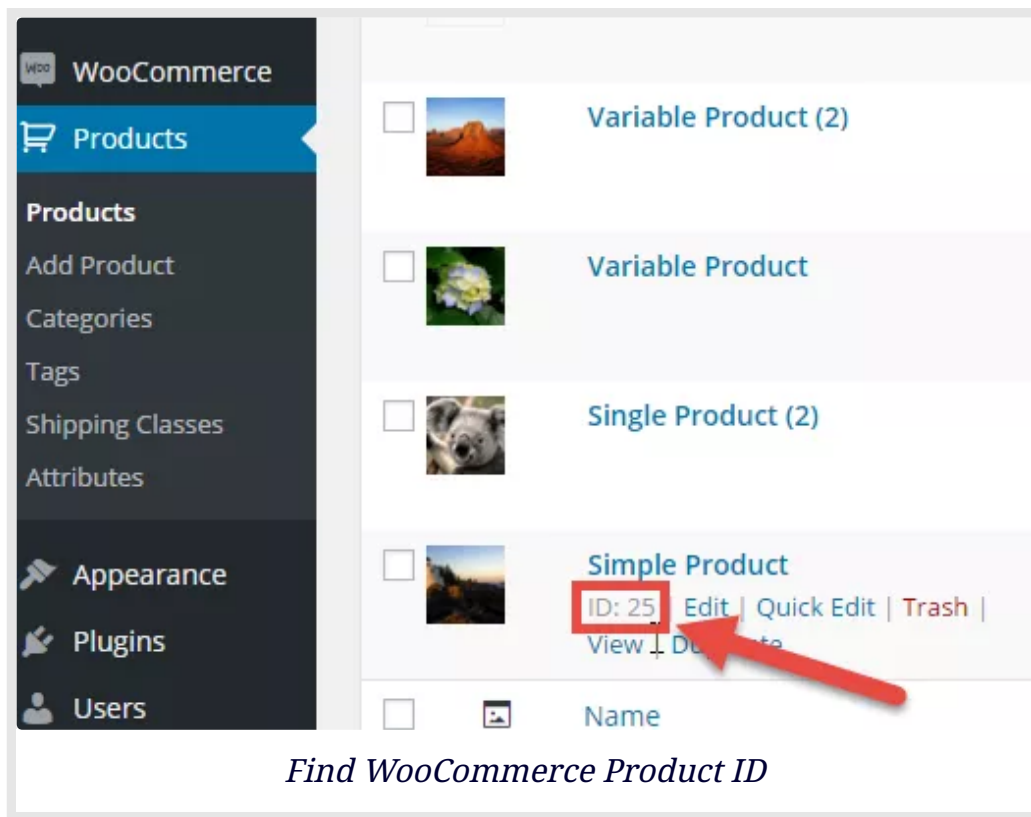 Woo
WooCommerce
Products
Products
Add Product
Categories
Tags
Shipping Classes
Attributes
Appearance
Plugins
Users
Variable Product (2)
Variable Product
Single Product (2)
Simple Product
ID: 25 | Edit | Quick Edit | Trash |
View |
Name
Find WooCommerce Product ID